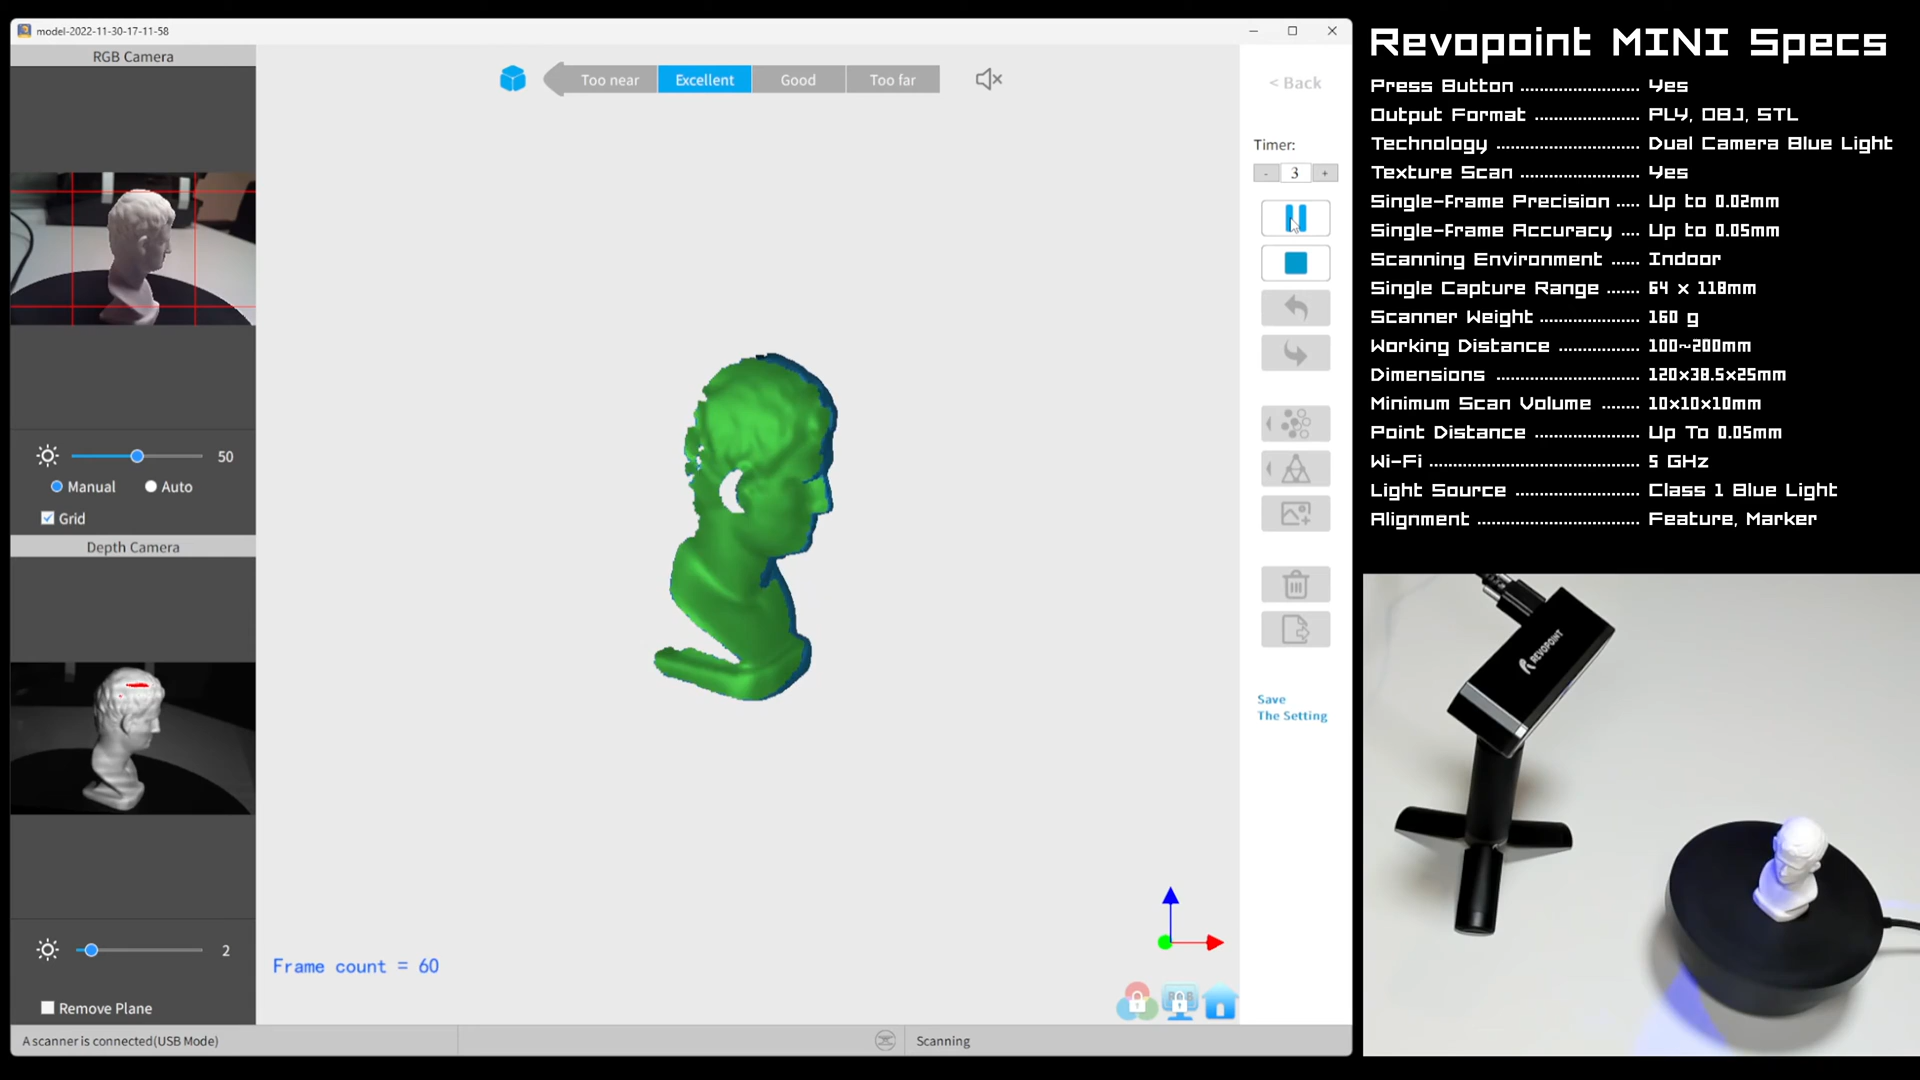 model-2022-11-30-17-11-58
RGB Camera
50
Manual Auto
Grid
Depth Camera
2
Remove Plane
A scanner is connected(USB Mode)
Too near Excellent Good Too far
Frame count = 60
Scanning
< Back
Timer:
- 3 +
Save
The Setting
Revopoint MINI Specs
Press Button ........................ Yes
Output Format ..................... PLY, OBJ, STL
Technology ............................. Dual Camera Blue Light
Texture Scan ........................ Yes
Single-Frame Precision ..... Up to 0.02mm
Single-Frame Accuracy .... Up to 0.05mm
Scanning Environment ...... Indoor
Single Capture Range ....... 64 x 118mm
Scanner Weight .................... 160 g
Working Distance ................ 100~200mm
Dimensions ............................. 120x38.5x25mm
Minimum Scan Volume ....... 10x10x10mm
Point Distance ....................... Up To 0.05mm
Wi-Fi .......................................... 5 GHz
Light Source .......................... Class 1 Blue Light
Alignment ................................. Feature, Marker
REVOPOINT